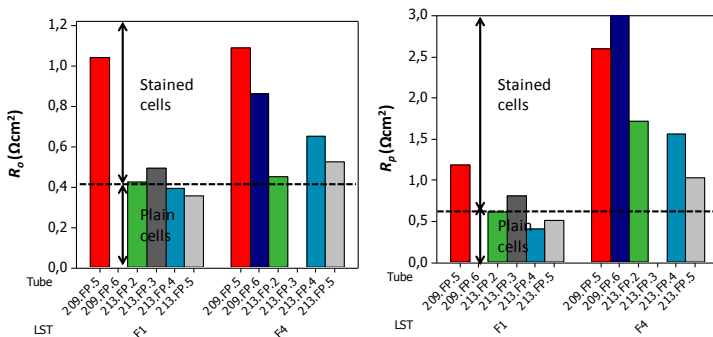 1,2
1,0
0,8
0,6
0,4
0,2
0,0
R_o (Ωcm²)
Stained
cells
Plain
cells
Tube
209.FP.5
209.FP.6
213.FP.2
213.FP.3
213.FP.4
213.FP.5
209.FP.5
209.FP.6
213.FP.2
213.FP.3
213.FP.4
213.FP.5
LST
F1
F4
3,0
2,5
2,0
1,5
1,0
0,5
0,0
R_p (Ωcm²)
Stained
cells
Plain
cells
Tube
209.FP.5
209.FP.6
213.FP.2
213.FP.3
213.FP.4
213.FP.5
209.FP.5
209.FP.6
213.FP.2
213.FP.3
213.FP.4
213.FP.5
LST
F1
F4